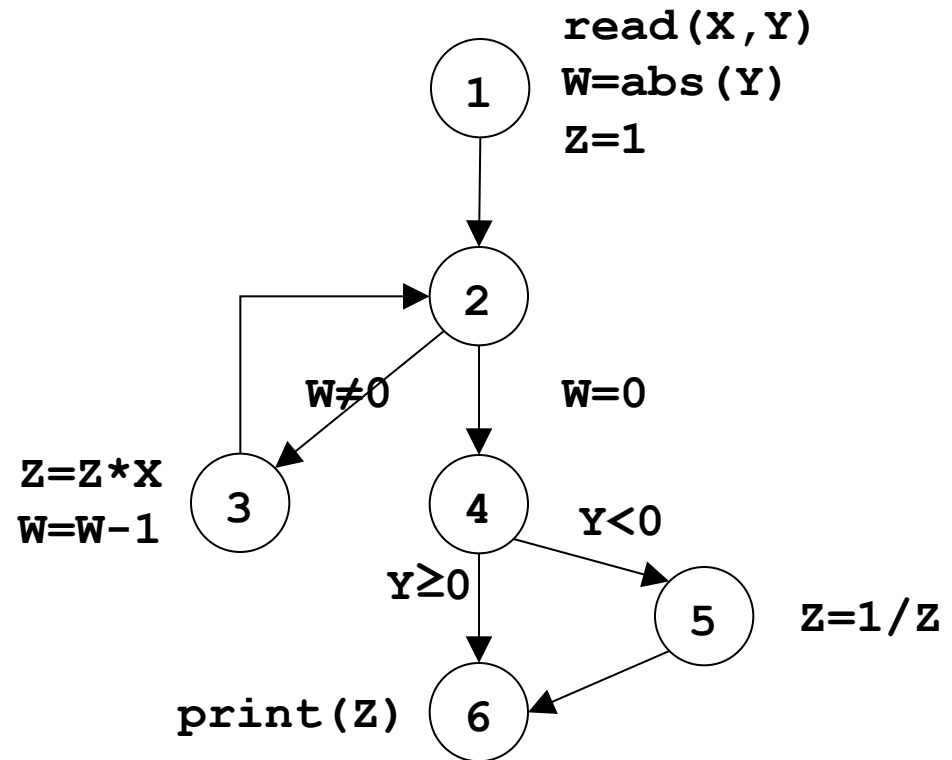 read(X,Y)
1
W=abs(Y)
Z=1
2
W≠0
W=0
Z=Z*X
3
W=W-1
4
Y<0
Y≥0
5
Z=1/Z
print(Z)
6